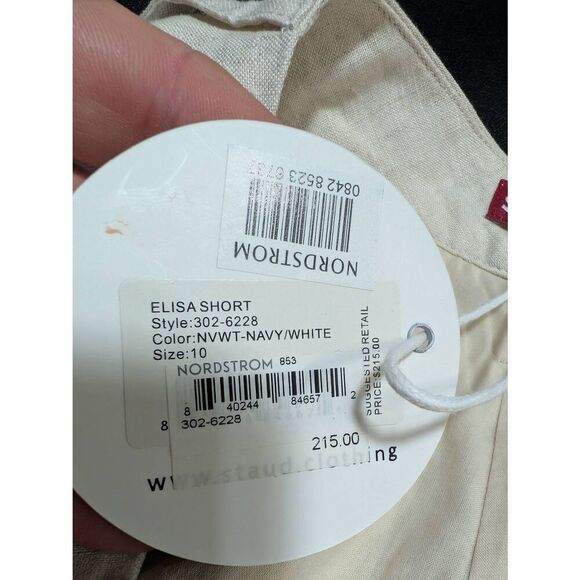 0842 8523 6737
NORDSTROM
ELISA SHORT
Style:302-6228
Color:NVWT-NAVY/WHITE
Size:10
SUGGESTED RETAIL
PRICE:$215.00
NORDSTROM 853
8 40244 84657 2
8 302-6228
215.00
www.staud.clothing